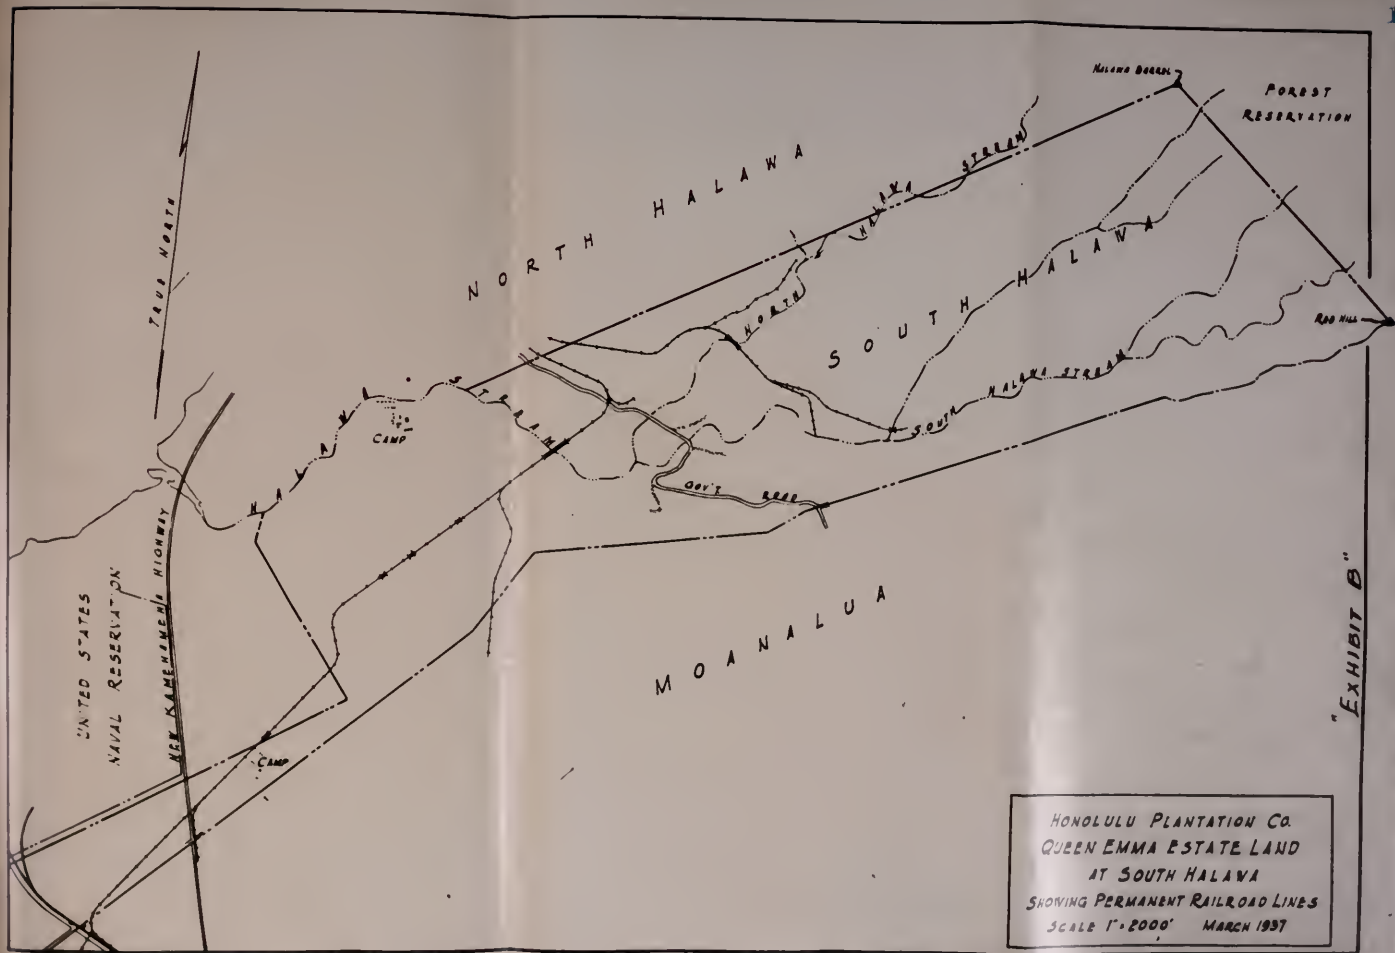 HALAWA BARREL
FOREST
RESERVATION
TRUE NORTH
NORTH HALAWA
NORTH HALAWA STREAM
SOUTH HALAWA
RED HILL
HALAWA STREAM
CAMP
SOUTH HALAWA STREAM
GOV'T ROAD
UNITED STATES
NAVAL RESERVATION
NEW KAMEHAMEHA HIGHWAY
MOANALUA
CAMP
"EXHIBIT B"
HONOLULU PLANTATION CO.
QUEEN EMMA ESTATE LAND
AT SOUTH HALAWA
SHOWING PERMANENT RAILROAD LINES
SCALE 1"=2000' MARCH 1937